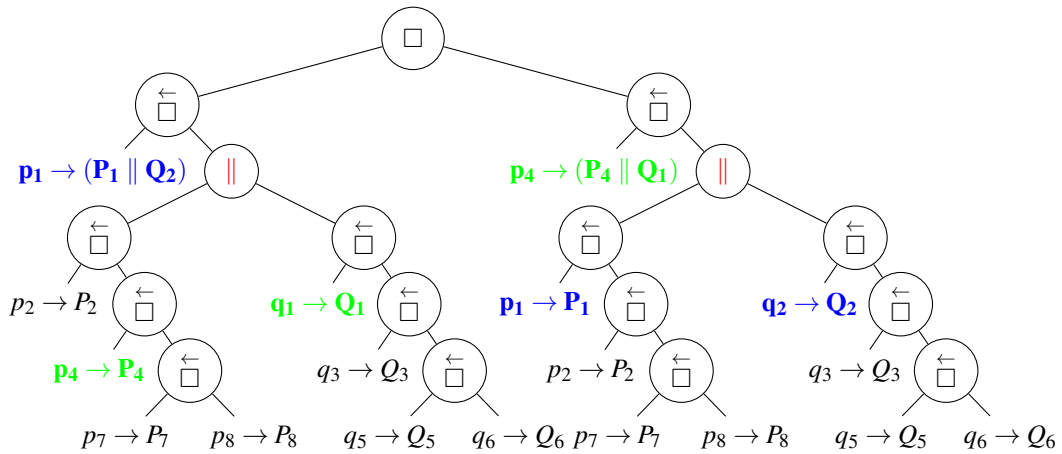 □
← □ ← □
p₁ → (P₁ ∥ Q₂) ∥ p₄ → (P₄ ∥ Q₁) ∥
← □ ← □ ← □ ← □
p₂ → P₂ ← □ q₁ → Q₁ ← □ p₁ → P₁ ← □ q₂ → Q₂ ← □
p₄ → P₄ ← □ q₃ → Q₃ ← □ p₂ → P₂ ← □ q₃ → Q₃ ← □
p₇ → P₇ p₈ → P₈ q₅ → Q₅ q₆ → Q₆ p₇ → P₇ p₈ → P₈ q₅ → Q₅ q₆ → Q₆